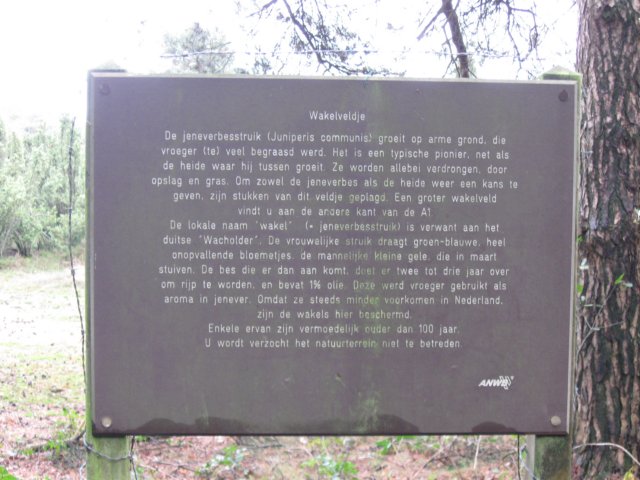 Wakelveldje
De jeneverbesstruik (Juniperis communis) groeit op arme grond, die
vroeger (te) veel begraasd werd. Het is een typische pionier, net als
de heide waar hij tussen groeit. Ze worden allebei verdrongen, door
opslag en gras. Om zowel de jeneverbes als de heide weer een kans te
geven, zijn stukken van dit veldje geplagd. Een groter wakelveld
vindt u aan de andere kant van de A1.
De lokale naam "wakel" (= jeneverbesstruik) is verwant aan het
duitse "Wacholder". De vrouwelijke struik draagt groen-blauwe, heel
onopvallende bloemetjes, de mannelijke kleine gele, die in maart
stuiven. De bes die er dan aan komt, doet er twee tot drie jaar over
om rijp te worden, en bevat 1% olie. Deze werd vroeger gebruikt als
aroma in jenever. Omdat ze steeds minder voorkomen in Nederland,
zijn de wakels hier beschermd.
Enkele ervan zijn vermoedelijk ouder dan 100 jaar.
U wordt verzocht het natuurterrein niet te betreden.
ANWB